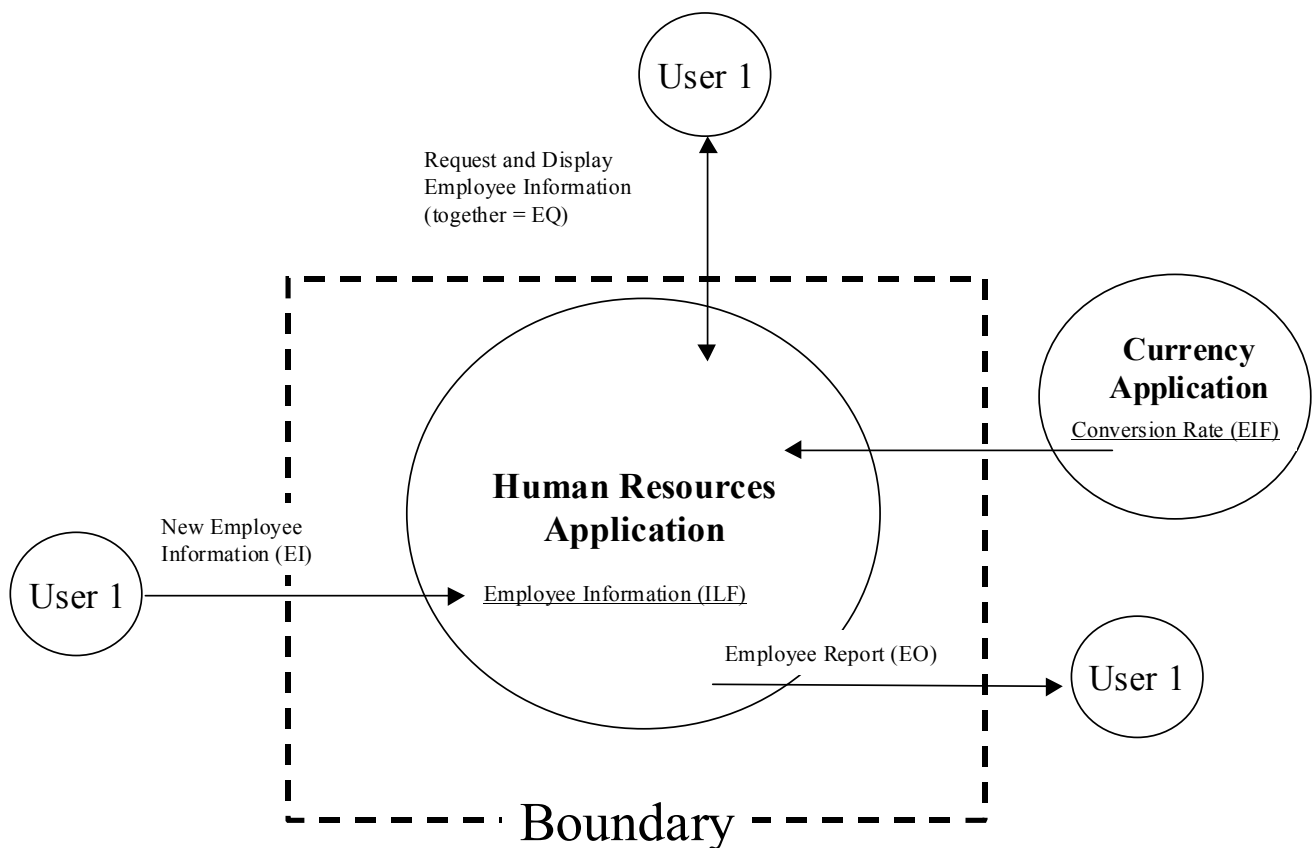 User 1
Request and Display
Employee Information
(together = EQ)
Currency
Application
Conversion Rate (EIF)
Human Resources
Application
New Employee
Information (EI)
User 1
Employee Information (ILF)
Employee Report (EO)
User 1
Boundary